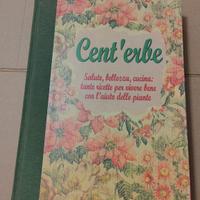 Cent'erbe
Salute, bellezza, cucina:
tante ricette per vivere bene
con l'aiuto delle piante